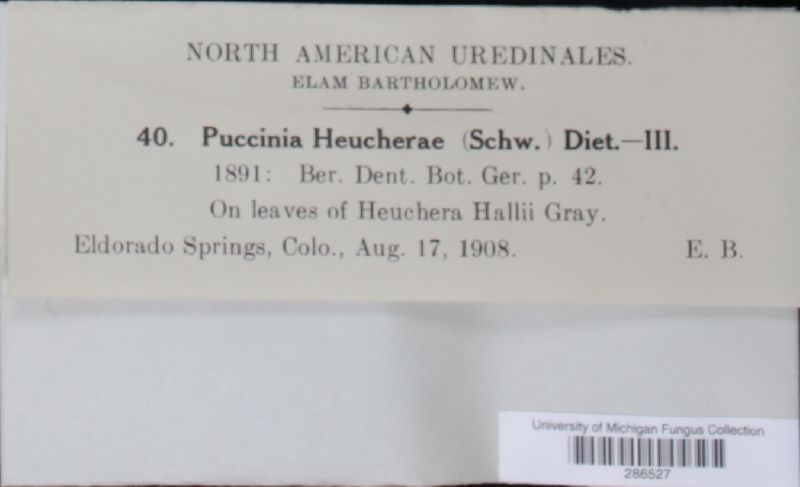 NORTH AMERICAN UREDINALES.
ELAM BARTHOLOMEW.
40. Puccinia Heucherae (Schw.) Diet.—III.
1891: Ber. Dent. Bot. Ger. p. 42.
On leaves of Heuchera Hallii Gray.
Eldorado Springs, Colo., Aug. 17, 1908. E. B.
University of Michigan Fungus Collection
286527